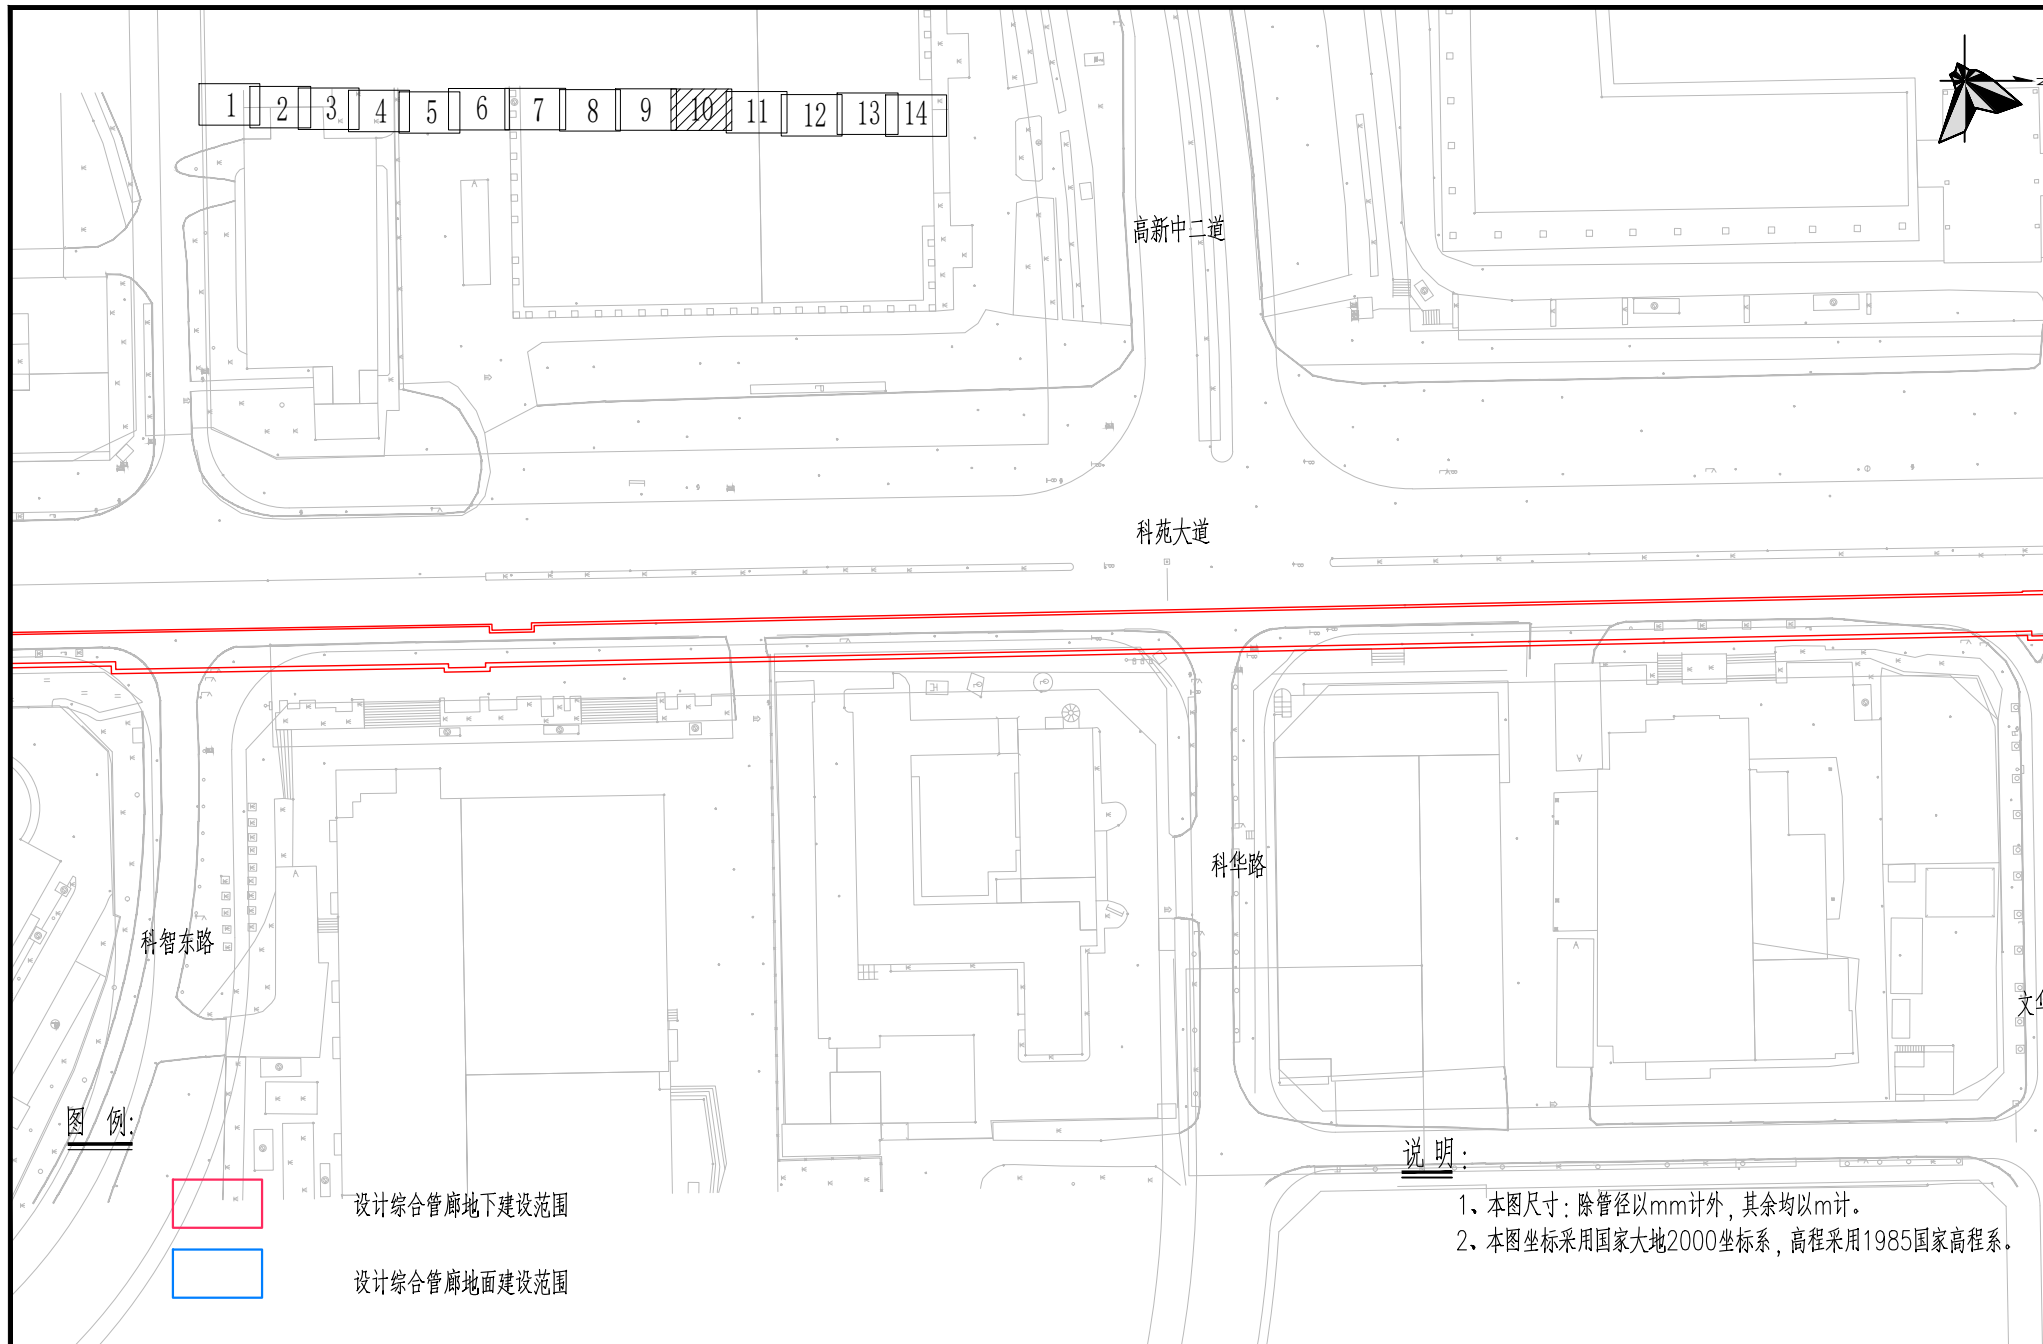 1 2 3 4 5 6 7 8 9 10 11 12 13 14
高新中二道
科苑大道
科华路
科智东路
图 例:
说 明:
设计综合管廊地下建设范围
1、本图尺寸：除管径以mm计外，其余均以m计。
2、本图坐标采用国家大地2000坐标系，高程采用1985国家高程系。
设计综合管廊地面建设范围